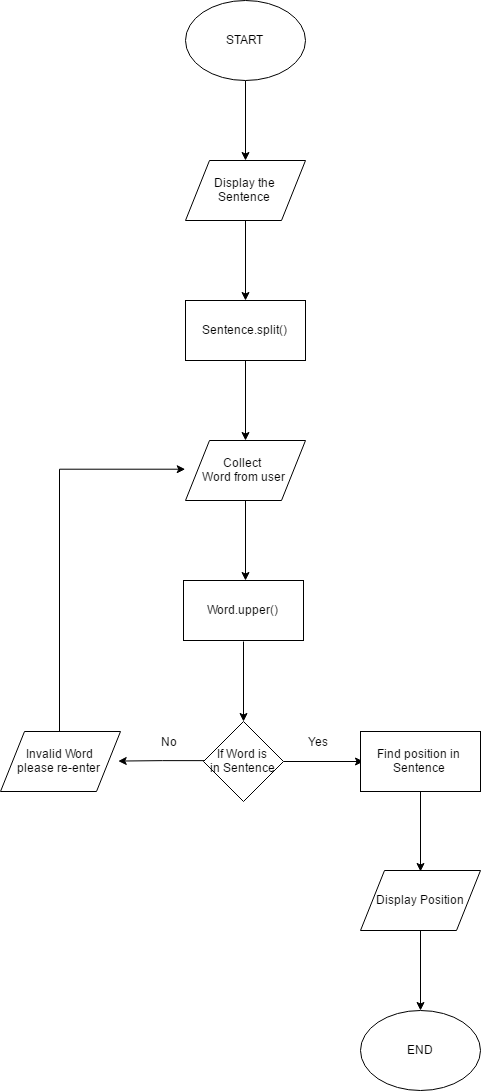 START
Display the
Sentence
Sentence.split()
Collect
Word from user
Word.upper()
No
Yes
Invalid Word
please re-enter
If Word is
in Sentence
Find position in
Sentence
Display Position
END